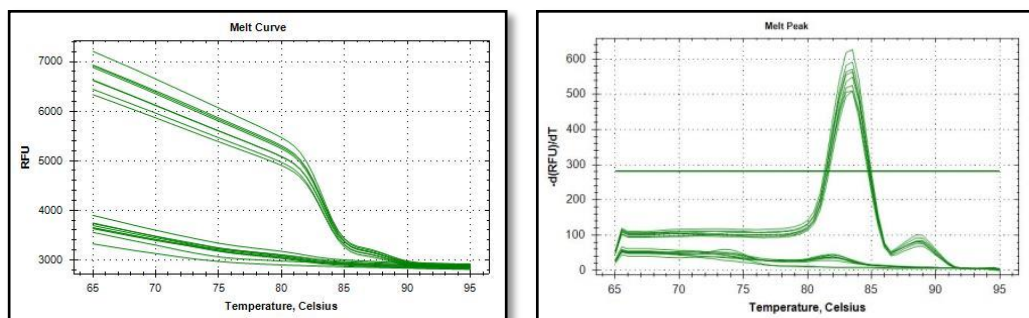 Melt Curve
RFU
7000
6000
5000
4000
3000
65 70 75 80 85 90 95
Temperature, Celsius
Melt Peak
-d(RFU)/dT
600
500
400
300
200
100
0
65 70 75 80 85 90 95
Temperature, Celsius